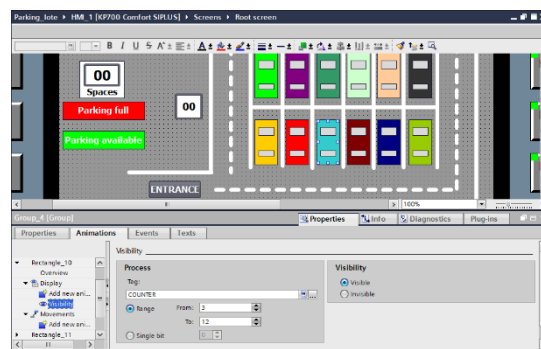 Parking_lote ▸ HMI_1 [KP700 Comfort SIPLUS] ▸ Screens ▸ Root screen
B I U S A
00
Spaces
Parking full
00
Parking available
ENTRANCE
100%
Group_4 [Group]
Properties Info Diagnostics Plug-ins
Properties Animations Events Texts
Visibility
Rectangle_10
Overview
Display
Add new ani...
Visibility
Movements
Add new ani...
Rectangle_11
Process
Tag:
COUNTER
Range From: 3
To: 12
Single bit 0
Visibility
Visible
Invisible